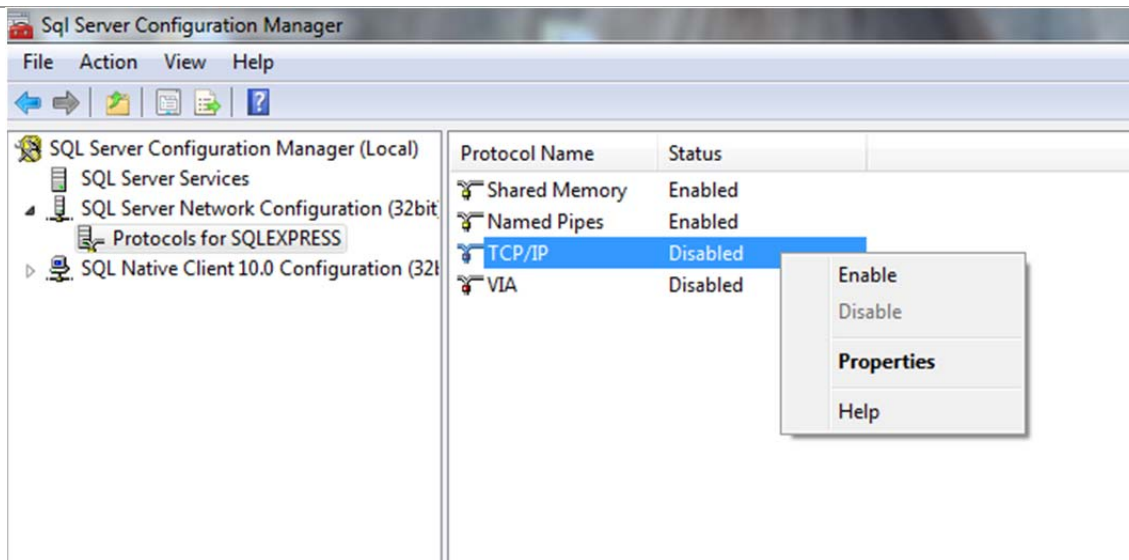 Sql Server Configuration Manager
File Action View Help
SQL Server Configuration Manager (Local)
SQL Server Services
SQL Server Network Configuration (32bit
Protocols for SQLEXPRESS
SQL Native Client 10.0 Configuration (32b
Protocol Name Status
Shared Memory Enabled
Named Pipes Enabled
TCP/IP Disabled
VIA Disabled
Enable
Disable
Properties
Help